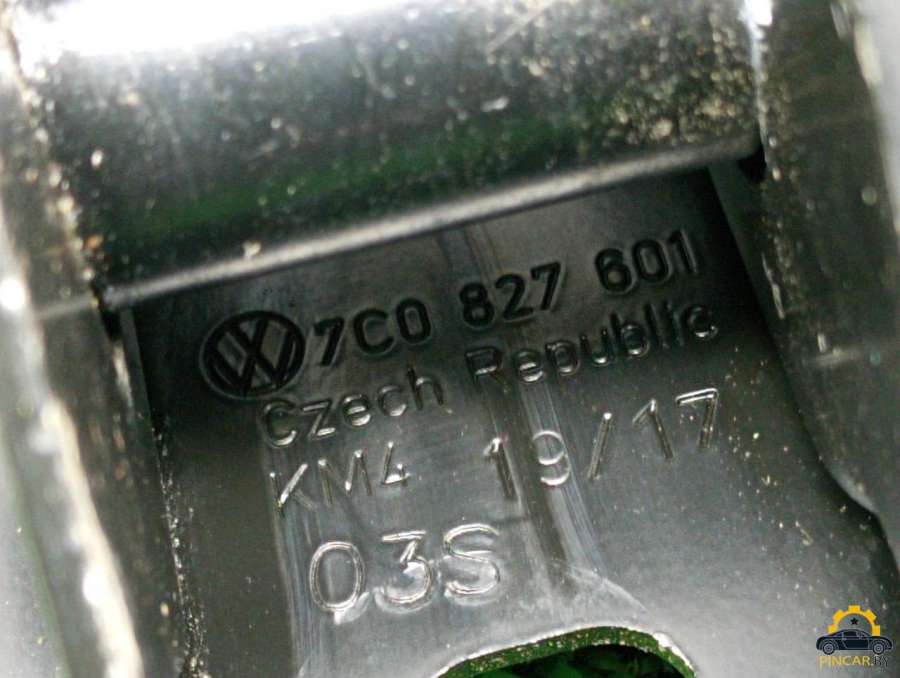 7C0 827 601
Czech Republic
KM4 19/17
03S
PINCAR.BY